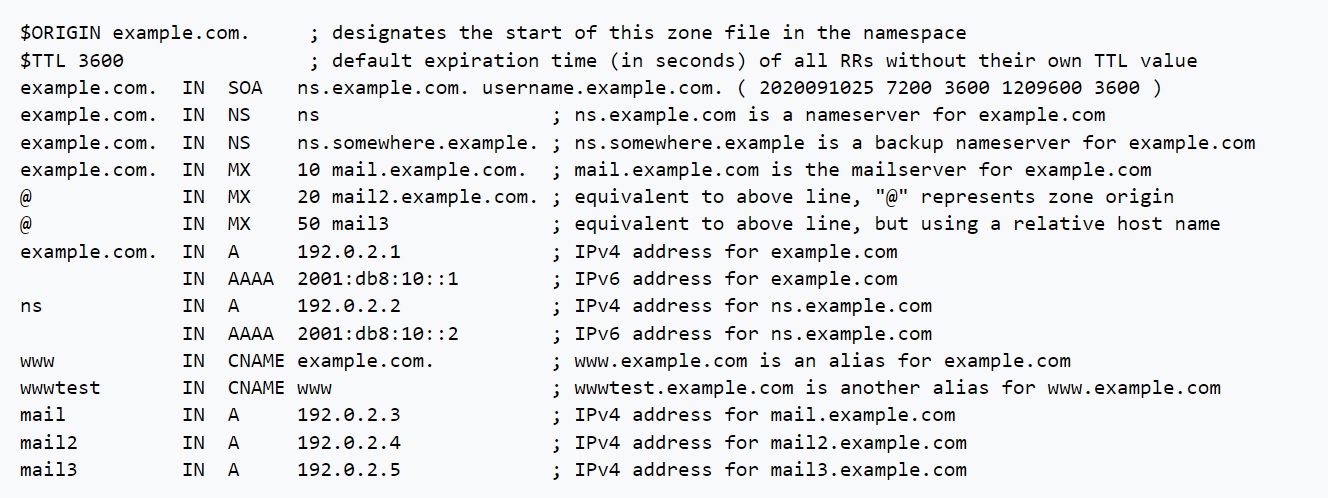 $ORIGIN example.com.     ; designates the start of this zone file in the namespace
$TTL 3600                ; default expiration time (in seconds) of all RRs without their own TTL value
example.com.  IN  SOA   ns.example.com. username.example.com. ( 2020091025 7200 3600 1209600 3600 )
example.com.  IN  NS    ns                    ; ns.example.com is a nameserver for example.com
example.com.  IN  NS    ns.somewhere.example. ; ns.somewhere.example is a backup nameserver for example.com
example.com.  IN  MX    10 mail.example.com.  ; mail.example.com is the mailserver for example.com
@             IN  MX    20 mail2.example.com. ; equivalent to above line, "@" represents zone origin
@             IN  MX    50 mail3              ; equivalent to above line, but using a relative host name
example.com.  IN  A     192.0.2.1             ; IPv4 address for example.com
              IN  AAAA  2001:db8:10::1        ; IPv6 address for example.com
ns            IN  A     192.0.2.2             ; IPv4 address for ns.example.com
              IN  AAAA  2001:db8:10::2        ; IPv6 address for ns.example.com
www           IN  CNAME example.com.          ; www.example.com is an alias for example.com
wwwtest       IN  CNAME www                   ; wwwtest.example.com is another alias for www.example.com
mail          IN  A     192.0.2.3             ; IPv4 address for mail.example.com
mail2         IN  A     192.0.2.4             ; IPv4 address for mail2.example.com
mail3         IN  A     192.0.2.5             ; IPv4 address for mail3.example.com